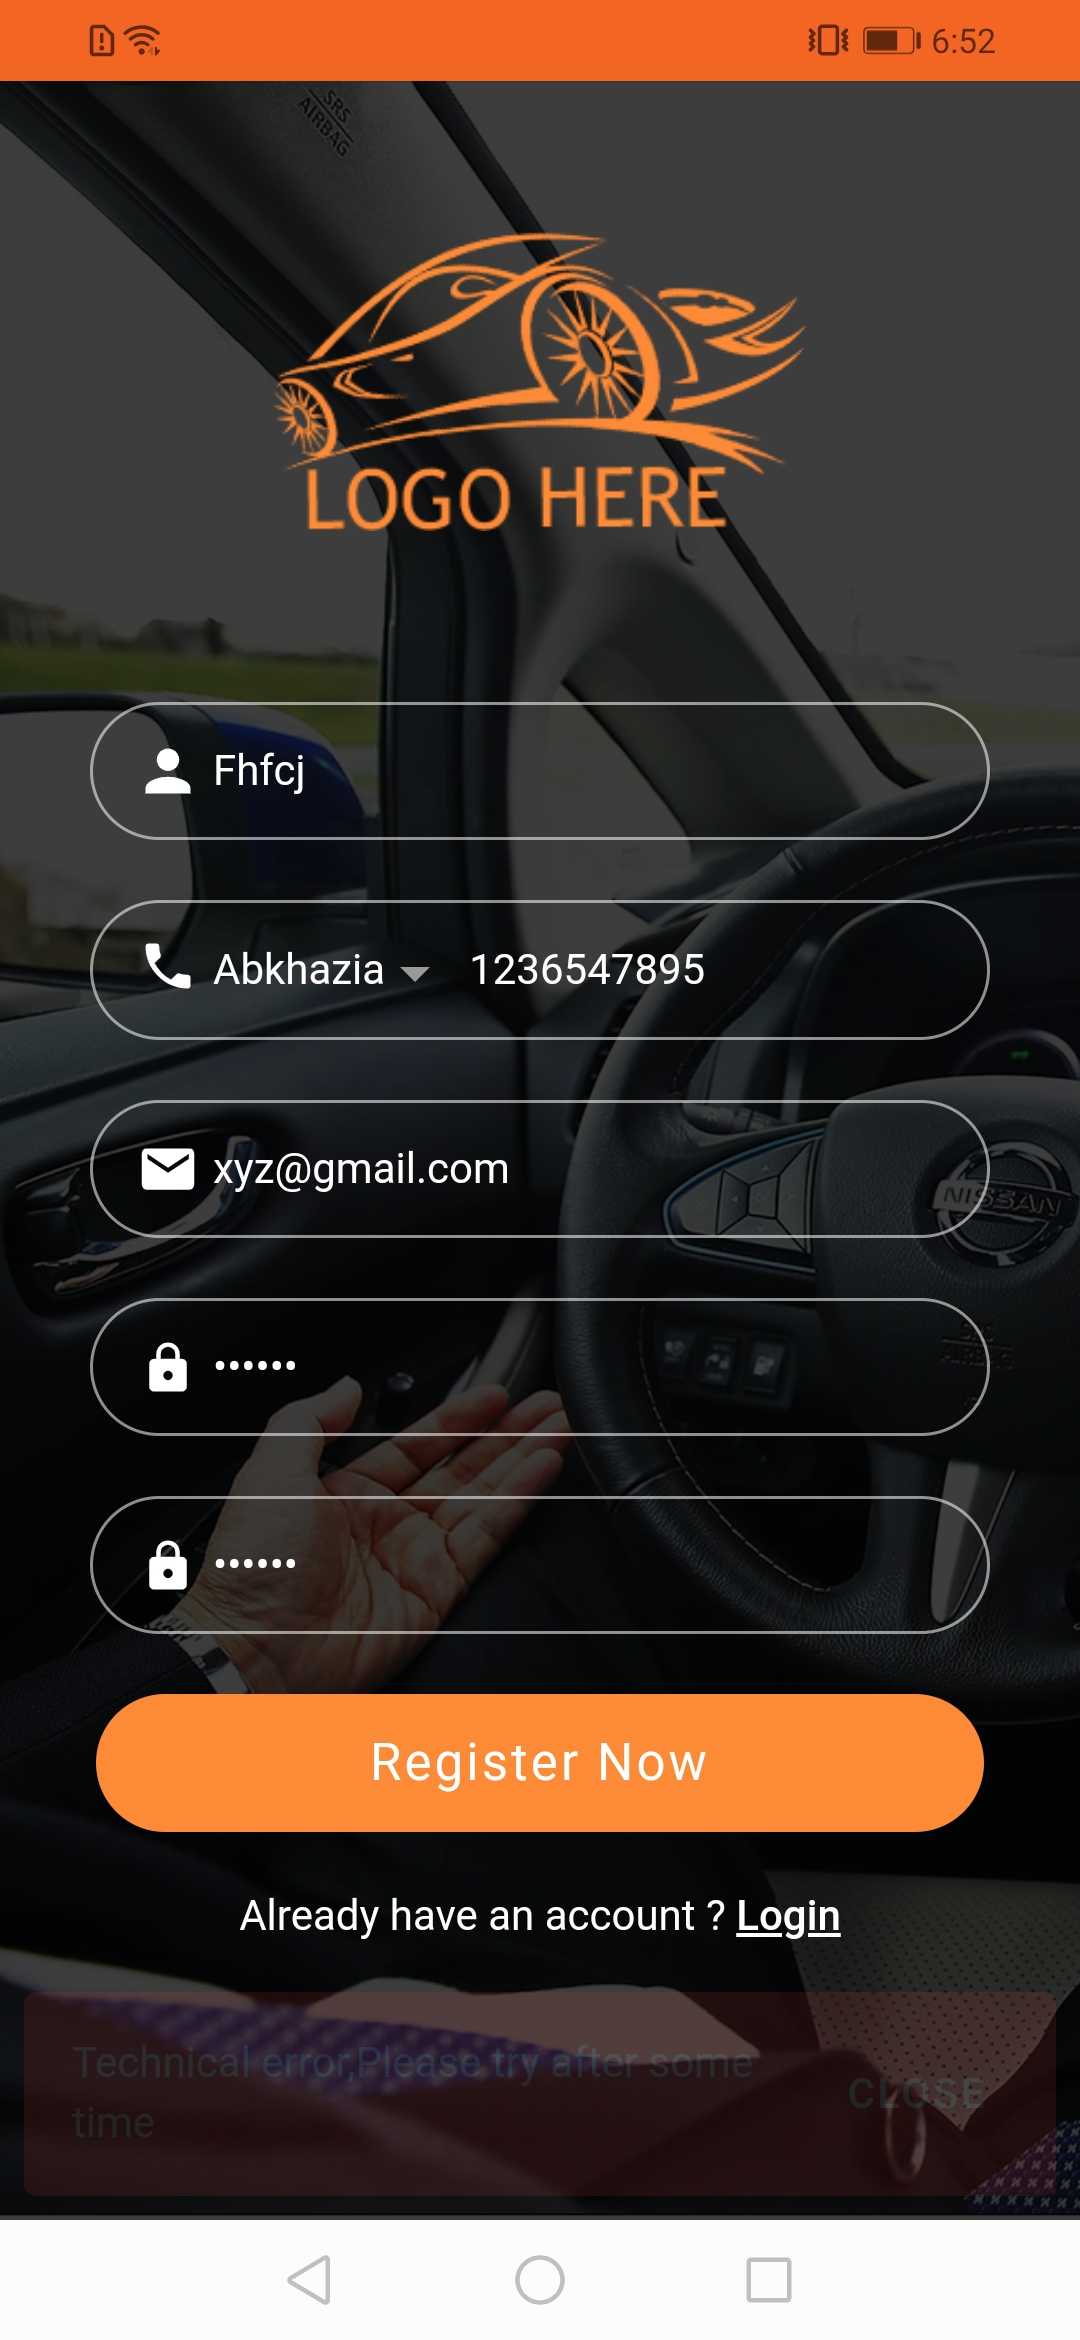 6:52
SRS
AIRBAG
LOGO HERE
Fhfcj
Abkhazia 1236547895
xyz@gmail.com
NISSAN
••••••
••••••
Register Now
Already have an account ? Login
Technical error,Please try after some
time
CLOSE